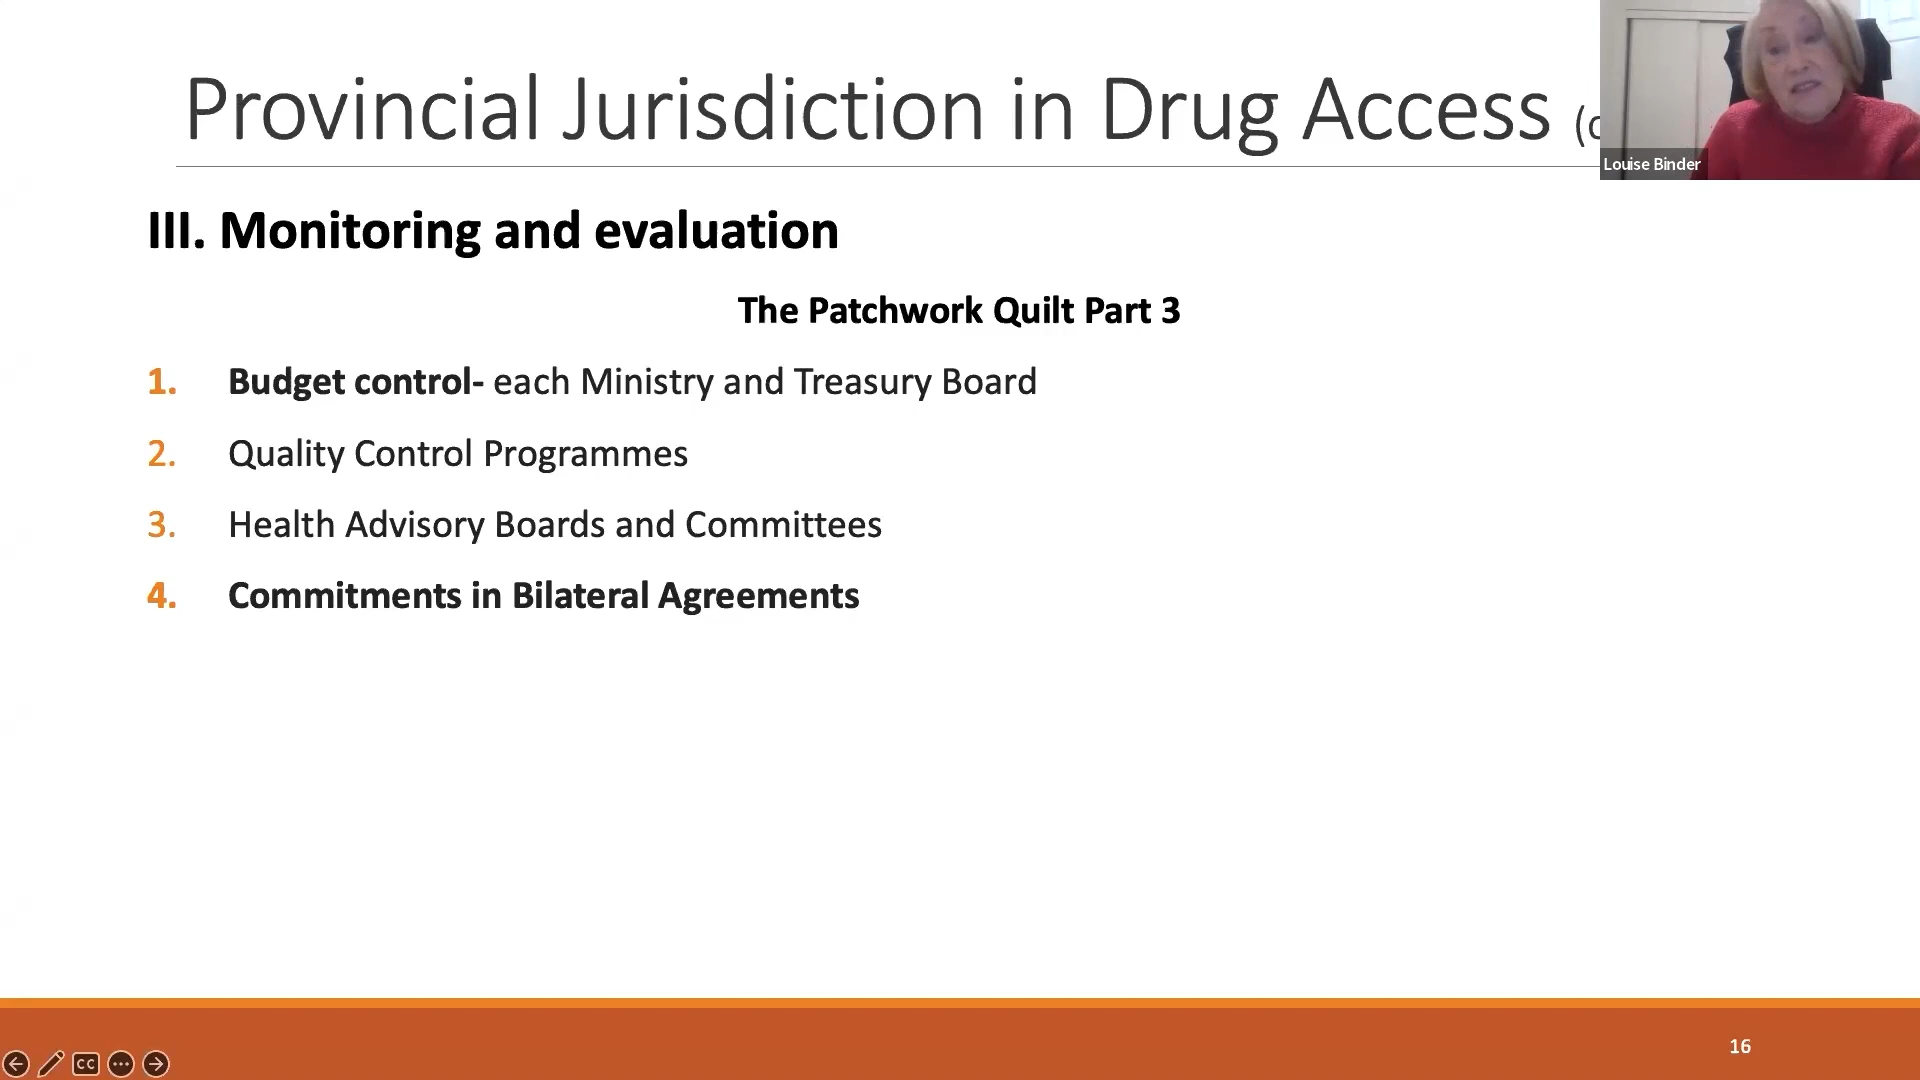 Provincial Jurisdiction in Drug Access
Louise Binder
III. Monitoring and evaluation
The Patchwork Quilt Part 3
1. Budget control- each Ministry and Treasury Board
2. Quality Control Programmes
3. Health Advisory Boards and Committees
4. Commitments in Bilateral Agreements
16
CC